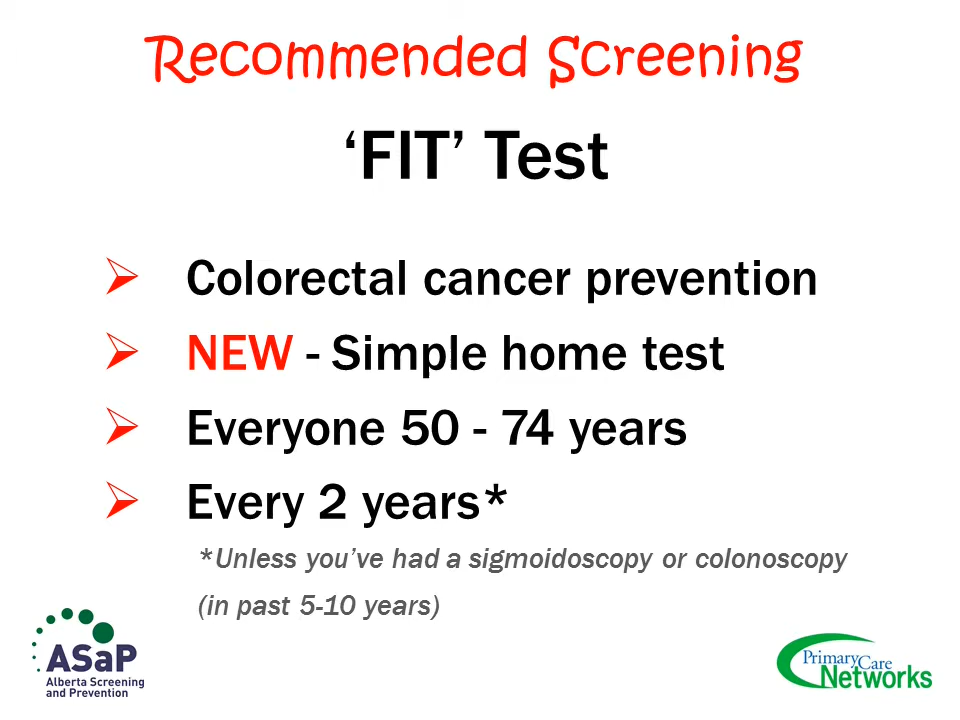 Recommended Screening
‘FIT’ Test
Colorectal cancer prevention
NEW - Simple home test
Everyone 50 - 74 years
Every 2 years*
*Unless you’ve had a sigmoidoscopy or colonoscopy
(in past 5-10 years)
ASaP
Alberta Screening
and Prevention
PrimaryCare
Networks